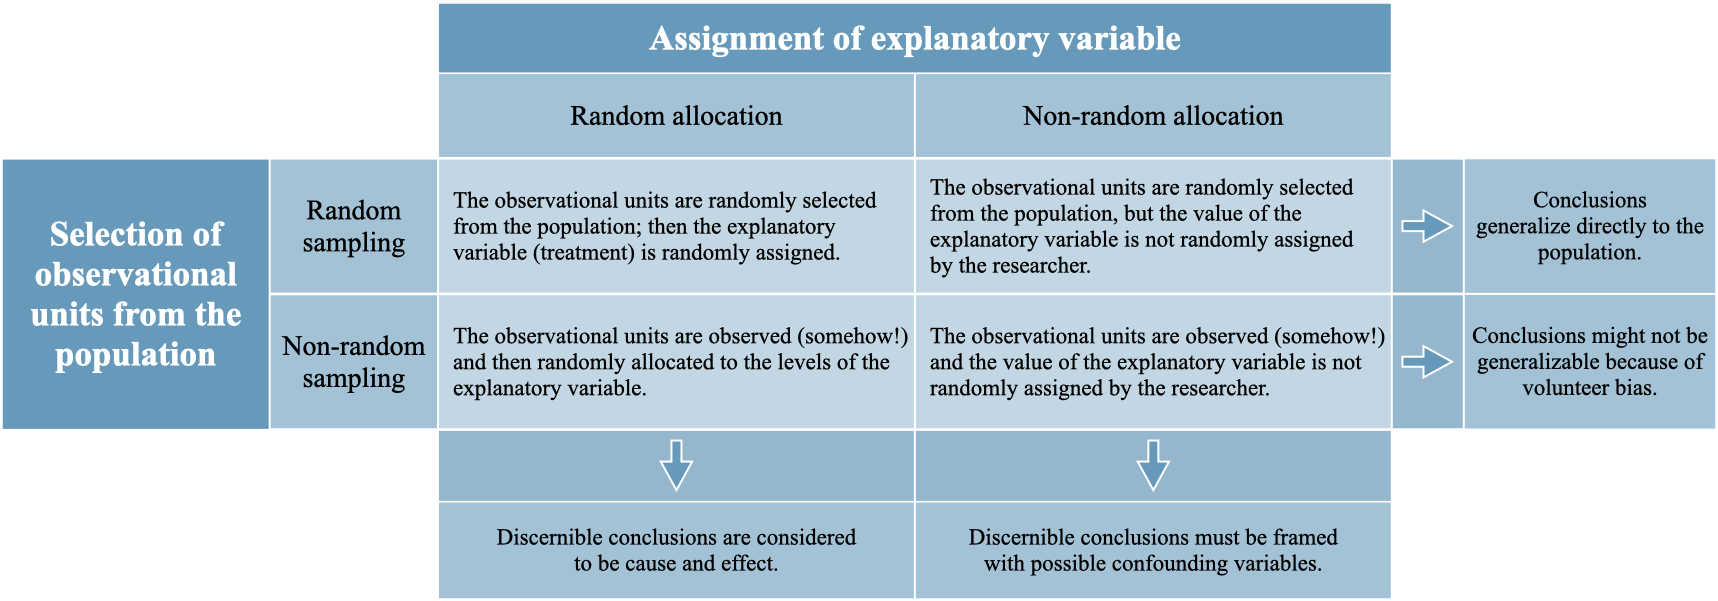 Assignment of explanatory variable
Random allocation
Non-random allocation
Selection of
observational
units from the
population
Random
sampling
The observational units are randomly selected
from the population; then the explanatory
variable (treatment) is randomly assigned.
The observational units are randomly selected
from the population, but the value of the
explanatory variable is not randomly assigned
by the researcher.
Conclusions
generalize directly to the
population.
Non-random
sampling
The observational units are observed (somehow!)
and then randomly allocated to the levels of the
explanatory variable.
The observational units are observed (somehow!)
and the value of the explanatory variable is not
randomly assigned by the researcher.
Conclusions might not be
generalizable because of
volunteer bias.
Discernible conclusions are considered
to be cause and effect.
Discernible conclusions must be framed
with possible confounding variables.